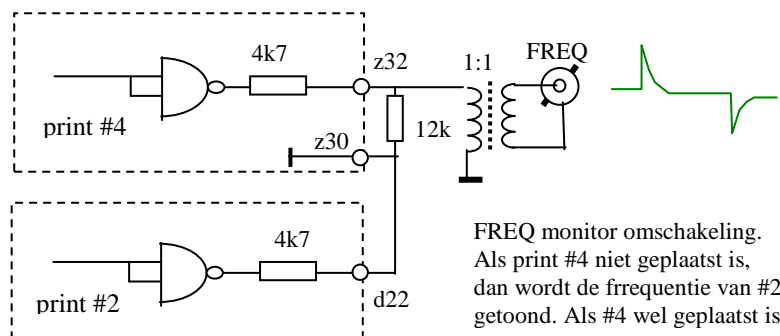 4k7
z32
1:1
FREQ
print #4
z30
12k
4k7
print #2
d22
FREQ monitor omschakeling.
Als print #4 niet geplaatst is,
dan wordt de frrequentie van #2
getoond. Als #4 wel geplaatst is